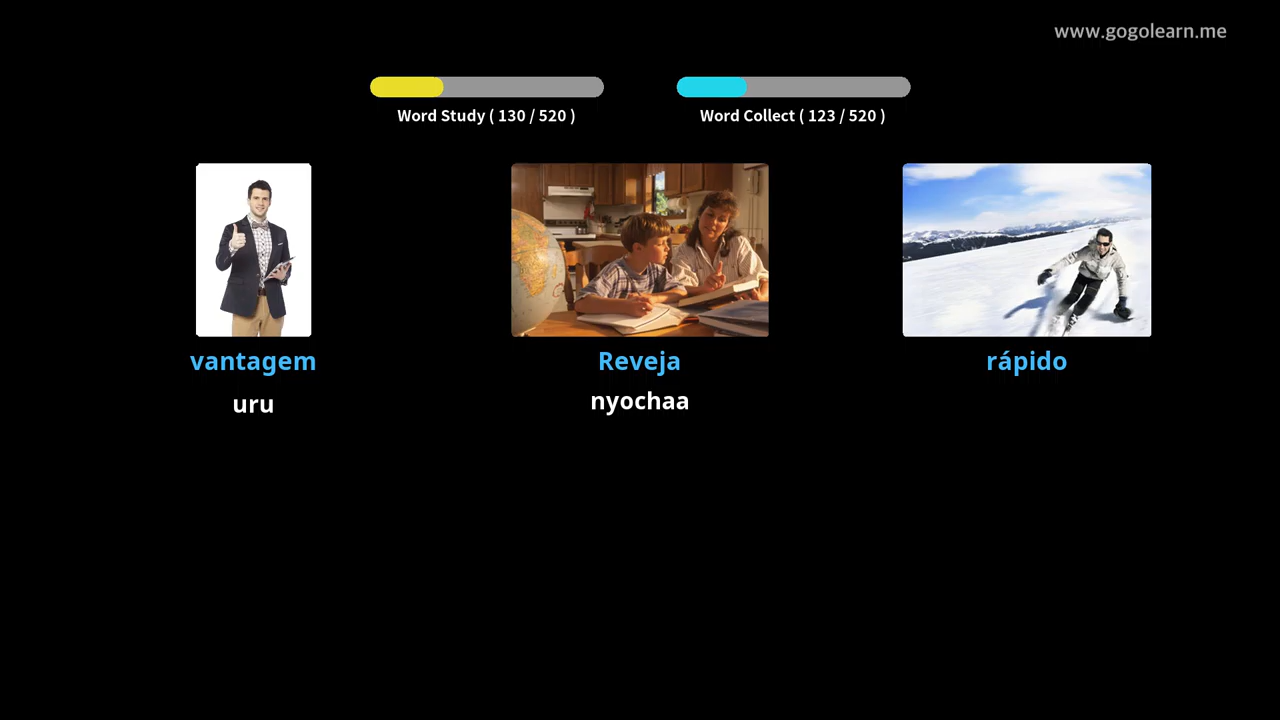 www.gogolearn.me
Word Study ( 130 / 520 )
Word Collect ( 123 / 520 )
vantagem
uru
Reveja
nyochaa
rápido